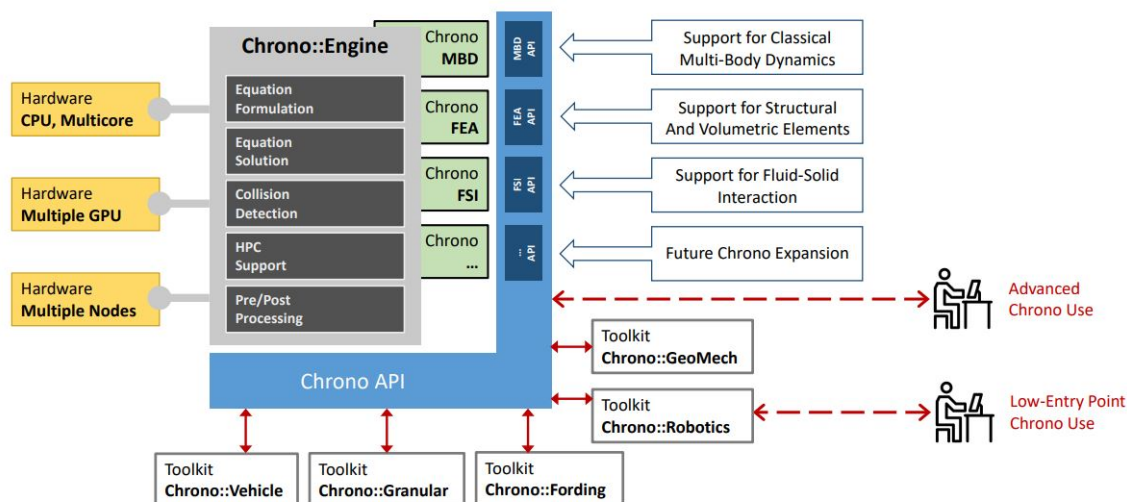 Chrono::Engine
Equation
Formulation
Equation
Solution
Collision
Detection
HPC
Support
Pre/Post
Processing
Hardware
CPU, Multicore
Hardware
Multiple GPU
Hardware
Multiple Nodes
Chrono
MBD
Chrono
FEA
Chrono
FSI
Chrono
...
MBD
API
FEA
API
FSI
API
...
API
Support for Classical
Multi-Body Dynamics
Support for Structural
And Volumetric Elements
Support for Fluid-Solid
Interaction
Future Chrono Expansion
Advanced
Chrono Use
Toolkit
Chrono::GeoMech
Chrono API
Toolkit
Chrono::Robotics
Low-Entry Point
Chrono Use
Toolkit
Chrono::Vehicle
Toolkit
Chrono::Granular
Toolkit
Chrono::Fording